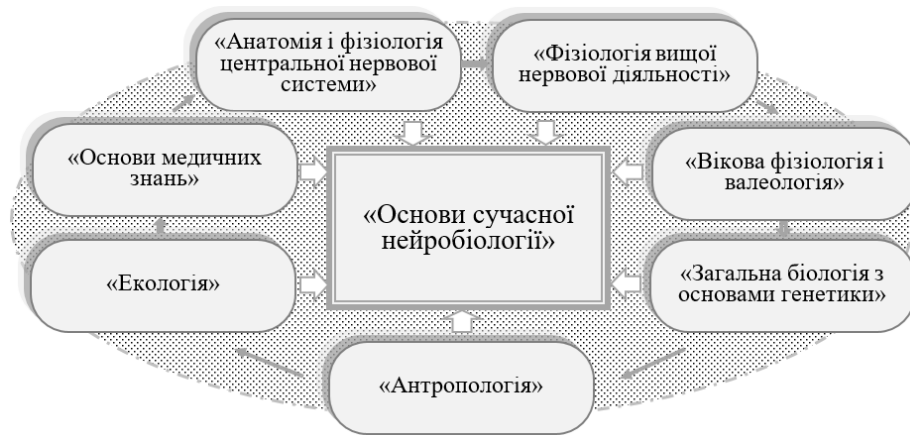 «Анатомія і фізіологія
центральної нервової
системи»
«Фізіологія вищої
нервової діяльності»
«Основи медичних
знань»
«Вікова фізіологія і
валеологія»
«Основи сучасної
нейробіології»
«Екологія»
«Загальна біологія з
основами генетики»
«Антропологія»